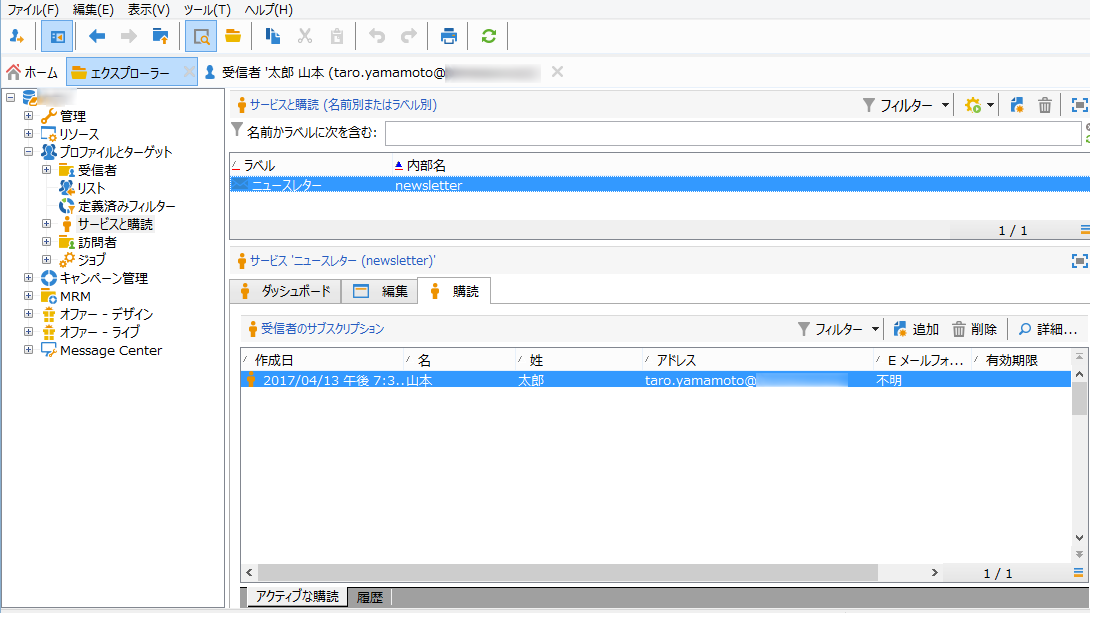 ファイル(F) 編集(E) 表示(V) ツール(T) ヘルプ(H)
ホーム エクスプローラー 受信者 '太郎 山本 (taro.yamamoto@
管理
リソース
プロファイルとターゲット
受信者
リスト
定義済みフィルター
サービスと購読
訪問者
ジョブ
キャンペーン管理
MRM
オファー - デザイン
オファー - ライブ
Message Center
サービスと購読 (名前別またはラベル別) フィルター
名前かラベルに次を含む:
ラベル 内部名
ニュースレター newsletter
1 / 1
サービス 'ニュースレター (newsletter)'
ダッシュボード 編集 購読
受信者のサブスクリプション フィルター 追加 削除 詳細...
作成日 名 姓 アドレス E メールフォ... 有効期限
2017/04/13 午後 7:3... 山本 太郎 taro.yamamoto@ 不明
1 / 1
アクティブな購読 履歴